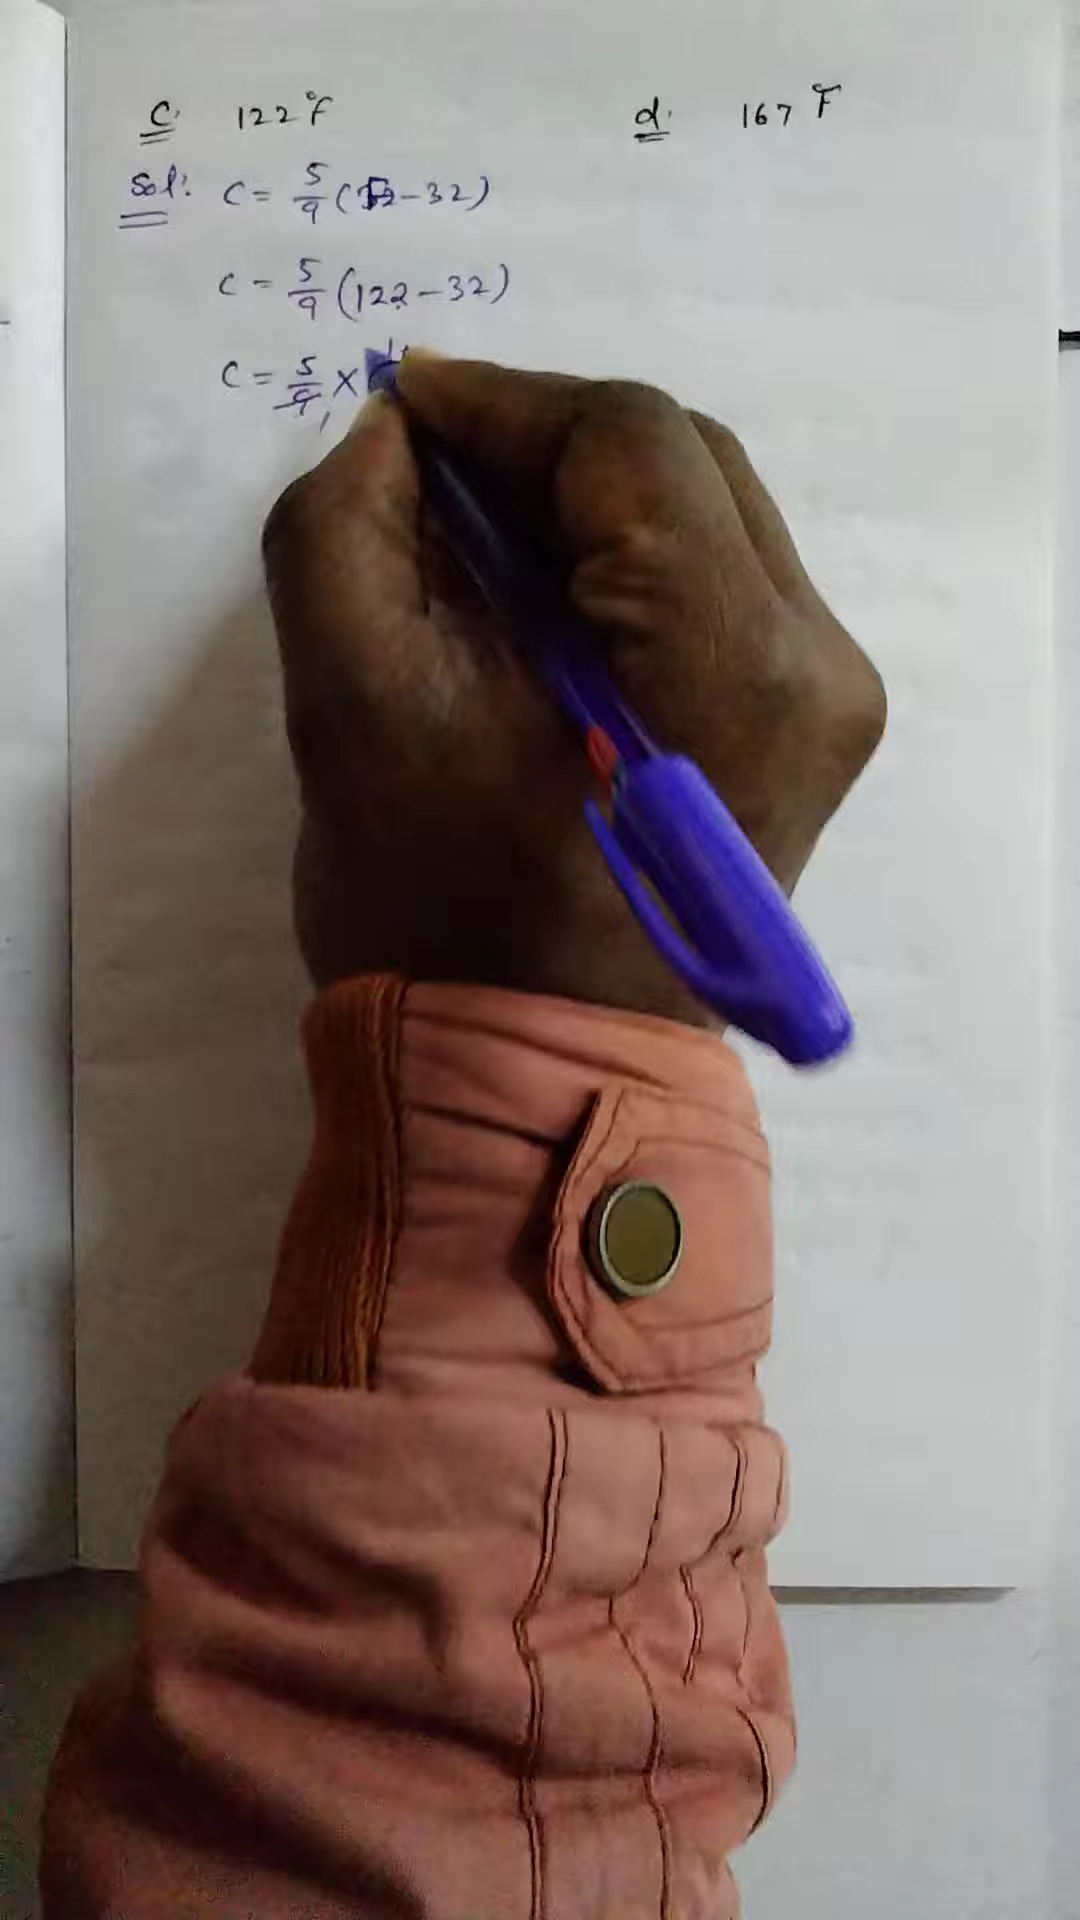 c. 122°F
d. 167°F
Sol: C = 5/9 (F - 32)
C = 5/9 (122 - 32)
C = 5/9 ×